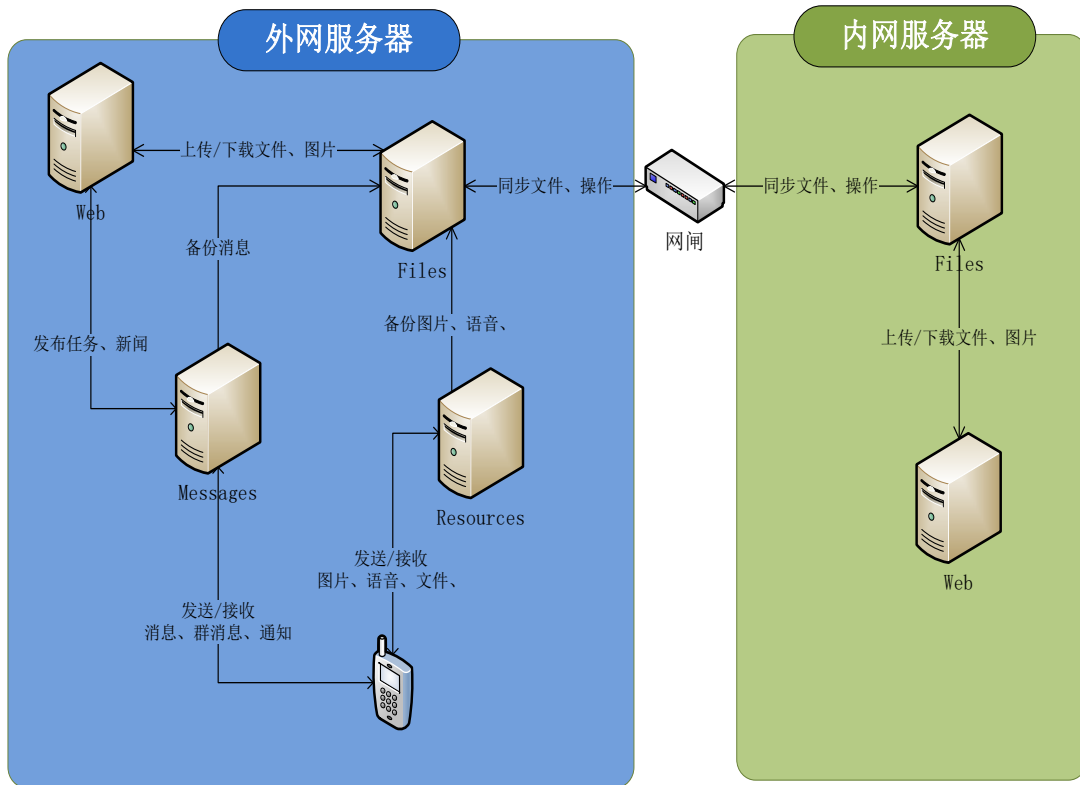 外网服务器
内网服务器
上传/下载文件、图片
Web
同步文件、操作
同步文件、操作
网闸
备份消息
Files
Files
备份图片、语音、
发布任务、新闻
上传/下载文件、图片
Messages
Resources
发送/接收
图片、语音、文件、
Web
发送/接收
消息、群消息、通知